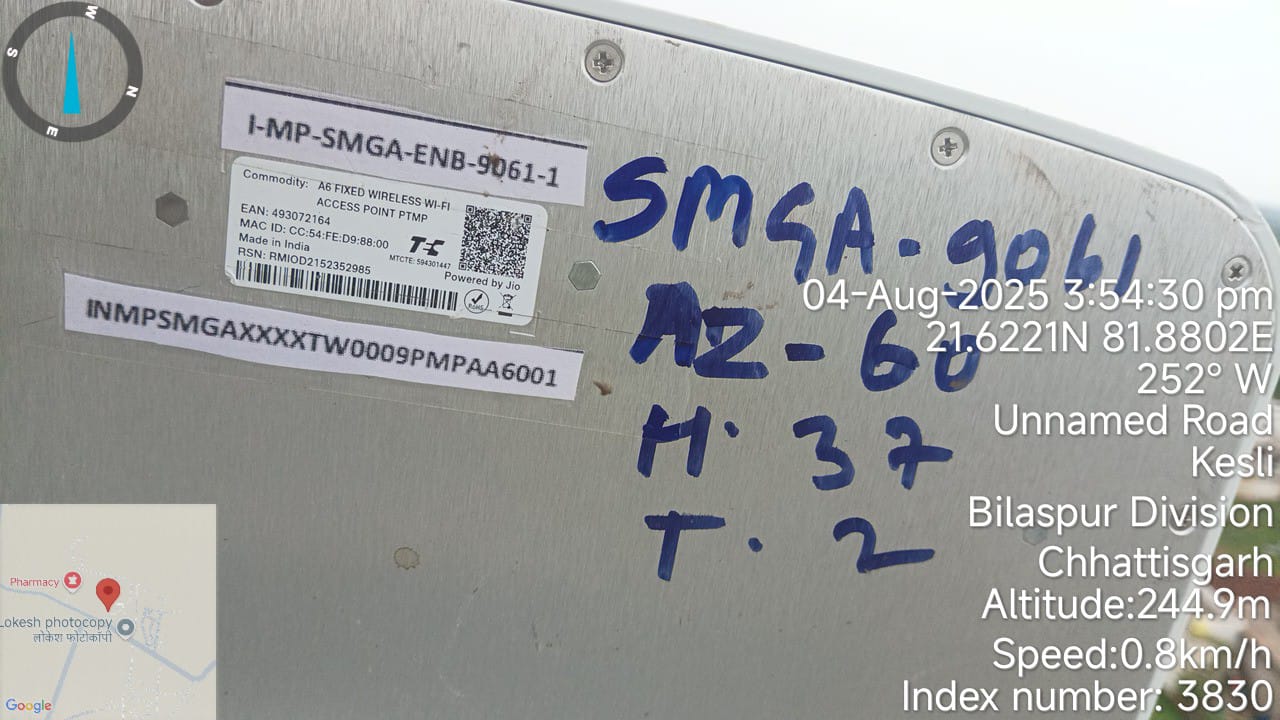 W
S
N
E
I-MP-SMGA-ENB-9061-1
Commodity: A6 FIXED WIRELESS WI-FI
ACCESS POINT PTMP
EAN: 493072164
MAC ID: CC:54:FE:D9:88:00
Made in India
RSN: RMIOD2152352985
TEC
MTCTE: 594301447
Powered by Jio
INMPSMGAXXXXTW0009PMPAA6001
SMGA-9061
AZ-60
H. 37
T. 2
04-Aug-2025 3:54:30 pm
21.6221N 81.8802E
252° W
Unnamed Road
Kesli
Bilaspur Division
Chhattisgarh
Altitude:244.9m
Speed:0.8km/h
Index number: 3830
Pharmacy
Lokesh photocopy
लोकेश फोटोकॉपी
Google